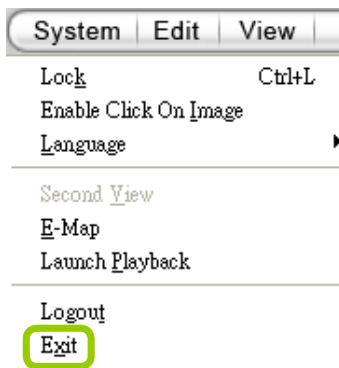 System Edit View
Lock Ctrl+L
Enable Click On Image
Language
Second View
E-Map
Launch Playback
Logout
Exit